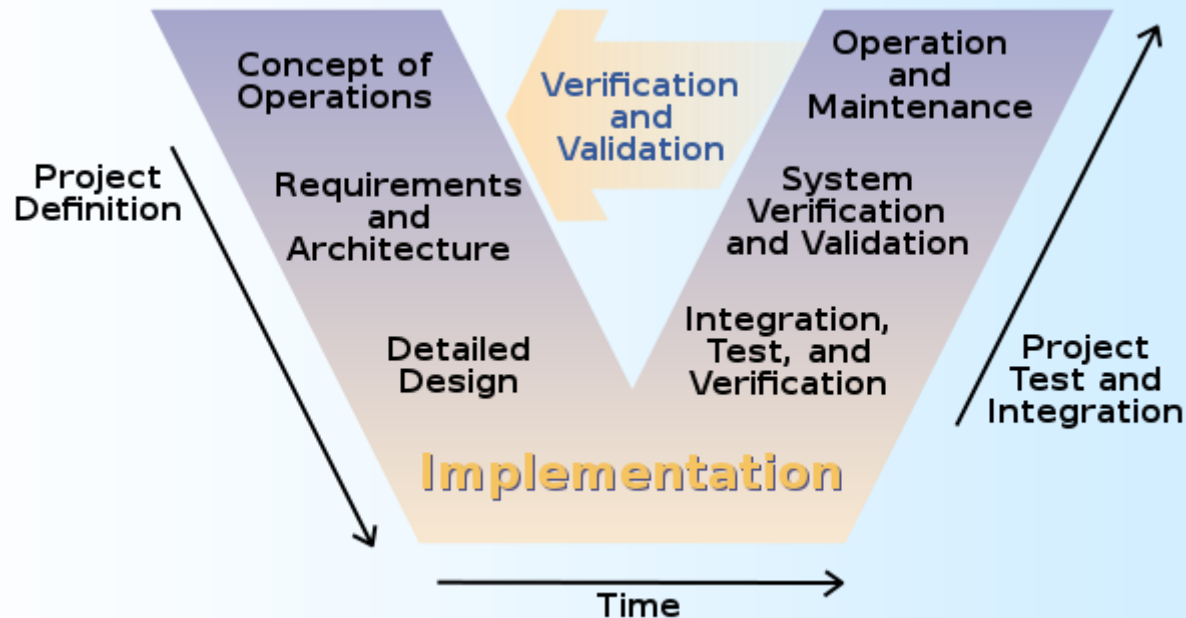 Concept of
Operations
Verification
and
Validation
Operation
and
Maintenance
Project
Definition
Requirements
and
Architecture
System
Verification
and Validation
Detailed
Design
Integration,
Test, and
Verification
Project
Test and
Integration
Implementation
Time